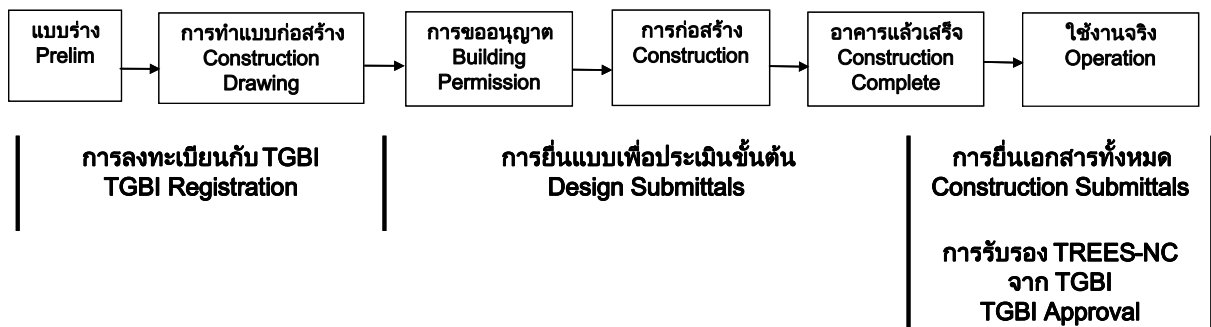 แบบร่าง
Prelim
การทำแบบก่อสร้าง
Construction
Drawing
การขออนุญาต
Building
Permission
การก่อสร้าง
Construction
อาคารแล้วเสร็จ
Construction
Complete
ใช้งานจริง
Operation
การลงทะเบียนกับ TGBI
TGBI Registration
การยื่นแบบเพื่อประเมินขั้นต้น
Design Submittals
การยื่นเอกสารทั้งหมด
Construction Submittals
การรับรอง TREES-NC
จาก TGBI
TGBI Approval